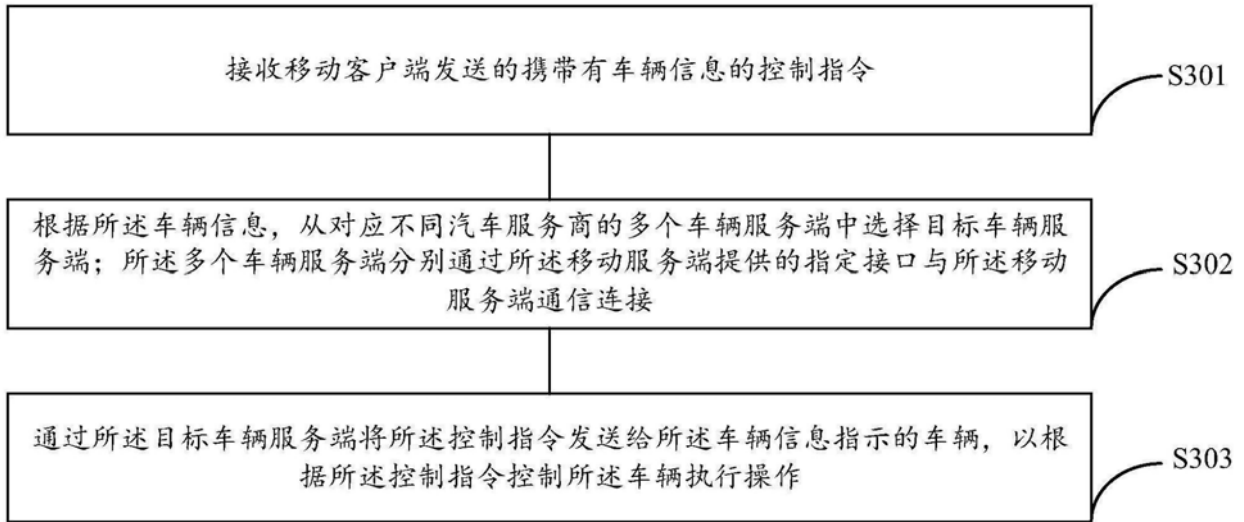 接收移动客户端发送的携带有车辆信息的控制指令
S301
根据所述车辆信息，从对应不同汽车服务商的多个车辆服务端中选择目标车辆服
务端；所述多个车辆服务端分别通过所述移动服务端提供的指定接口与所述移动
服务端通信连接
S302
通过所述目标车辆服务端将所述控制指令发送给所述车辆信息指示的车辆，以根
据所述控制指令控制所述车辆执行操作
S303